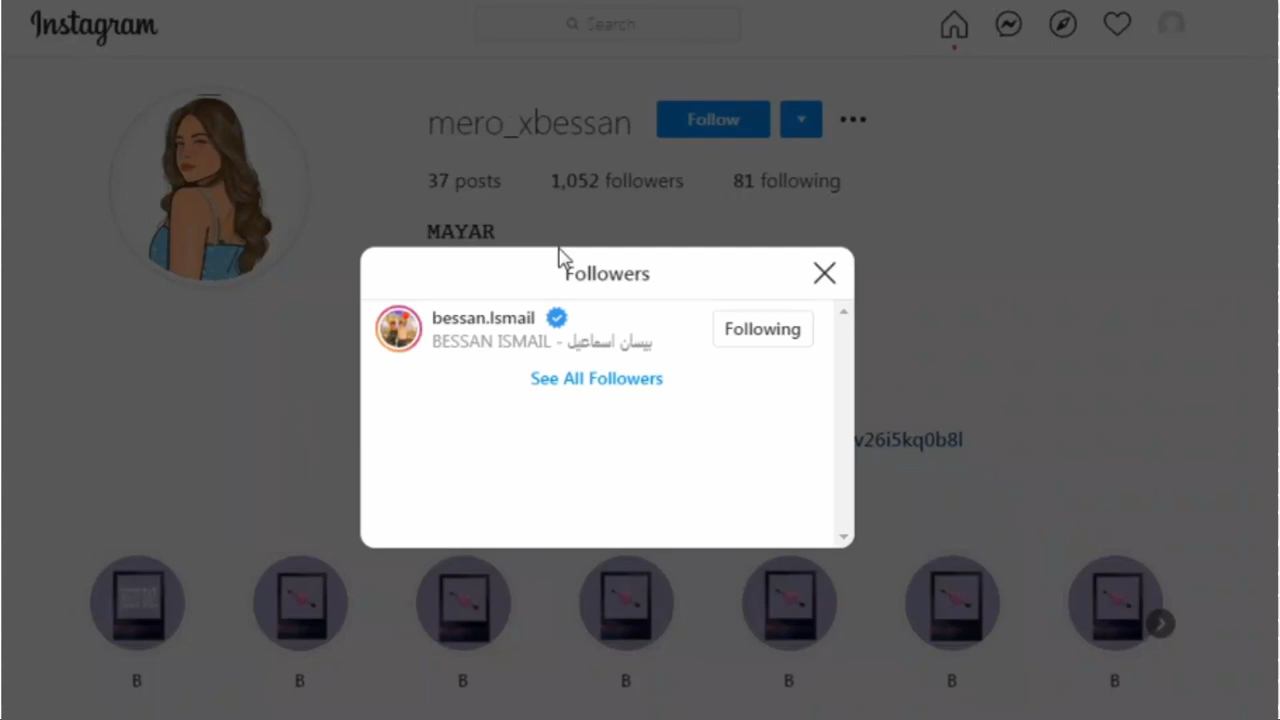 Instagram
Search
mero_xbessan
Follow
37 posts
1,052 followers
81 following
MAYAR
Followers
bessan.Ismail
BESSAN ISMAIL - بيسان اسماعيل
Following
See All Followers
v26i5kq0b8l
B
B
B
B
B
B
B